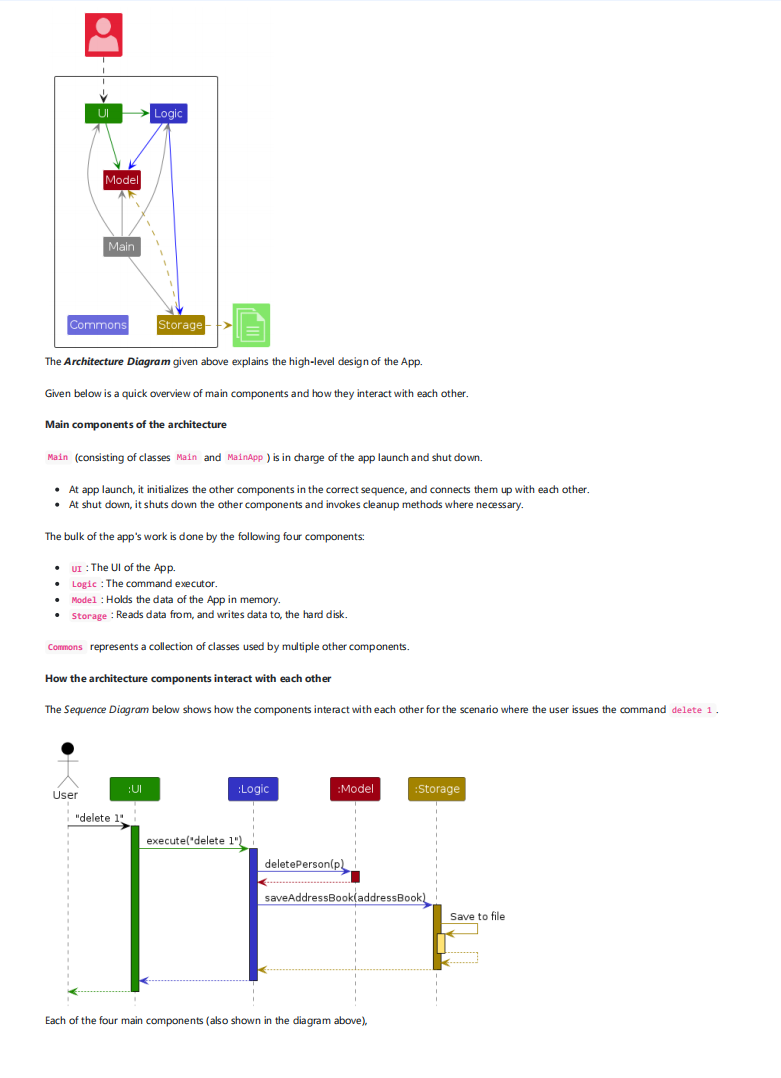 UI
Logic
Model
Main
Commons
Storage
The Architecture Diagram given above explains the high-level design of the App.
Given below is a quick overview of main components and how they interact with each other.
Main components of the architecture
Main (consisting of classes Main and MainApp ) is in charge of the app launch and shut down.
• At app launch, it initializes the other components in the correct sequence, and connects them up with each other.
• At shut down, it shuts down the other components and invokes cleanup methods where necessary.
The bulk of the app's work is done by the following four components:
• UI : The UI of the App.
• Logic : The command executor.
• Model : Holds the data of the App in memory.
• Storage : Reads data from, and writes data to, the hard disk.
Commons represents a collection of classes used by multiple other components.
How the architecture components interact with each other
The Sequence Diagram below shows how the components interact with each other for the scenario where the user issues the command delete 1 .
User
:UI
:Logic
:Model
:Storage
"delete 1"
execute("delete 1")
deletePerson(p)
saveAddressBook(addressBook)
Save to file
Each of the four main components (also shown in the diagram above),